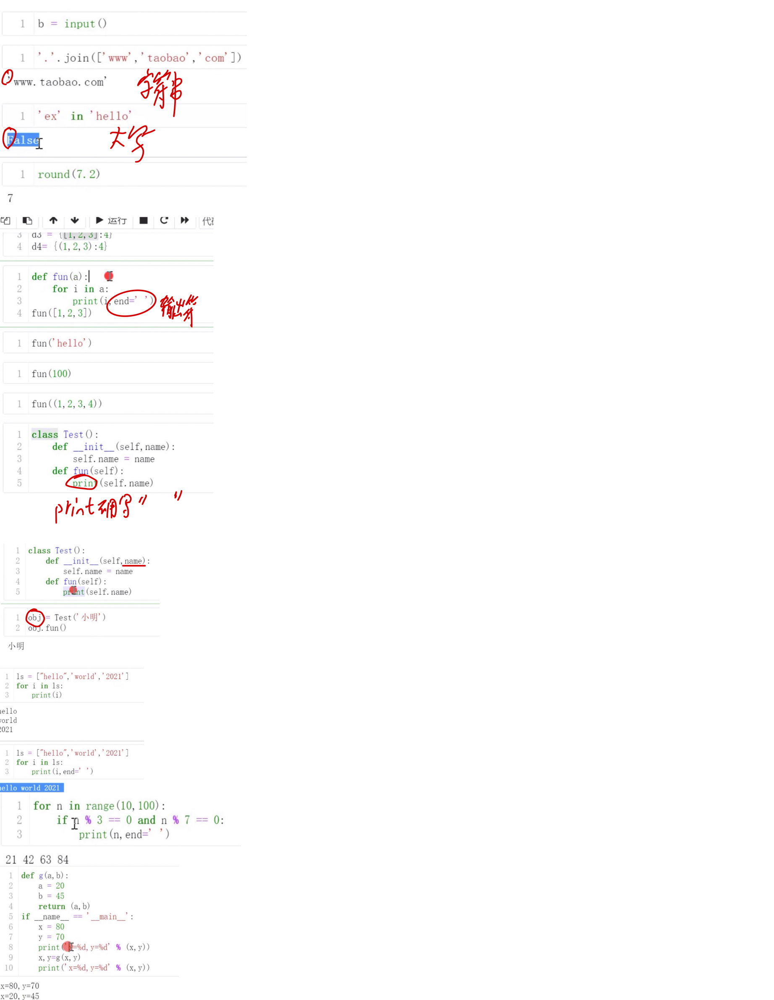 1 b = input()
1 '.'.join(['www','taobao','com'])
'www.taobao.com'
字符串
1 'ex' in 'hello'
False
大写
1 round(7.2)
7
运行
3 d3 = {[1,2,3]:4}
4 d4= {(1,2,3):4}
1 def fun(a):
2 for i in a:
3 print(i,end=' ')
输出符
4 fun([1,2,3])
1 fun('hello')
1 fun(100)
1 fun((1,2,3,4))
1 class Test():
2 def __init__(self,name):
3 self.name = name
4 def fun(self):
5 print(self.name)
print 写" "
1 class Test():
2 def __init__(self,name):
3 self.name = name
4 def fun(self):
5 print(self.name)
1 obj = Test('小明')
2 obj.fun()
小明
1 ls = ["hello",'world','2021']
2 for i in ls:
3 print(i)
hello
world
2021
1 ls = ["hello",'world','2021']
2 for i in ls:
3 print(i,end=' ')
hello world 2021
1 for n in range(10,100):
2 if n % 3 == 0 and n % 7 == 0:
3 print(n,end=' ')
21 42 63 84
1 def g(a,b):
2 a = 20
3 b = 45
4 return (a,b)
5 if __name__ == '__main__':
6 x = 80
7 y = 70
8 print('x=%d,y=%d' % (x,y))
9 x,y=g(x,y)
10 print('x=%d,y=%d' % (x,y))
x=80,y=70
x=20,y=45